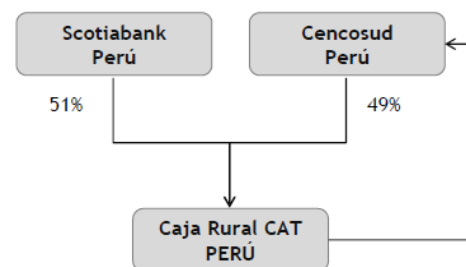 Scotiabank
Perú
Cencosud
Perú
51%
49%
Caja Rural CAT
PERÚ